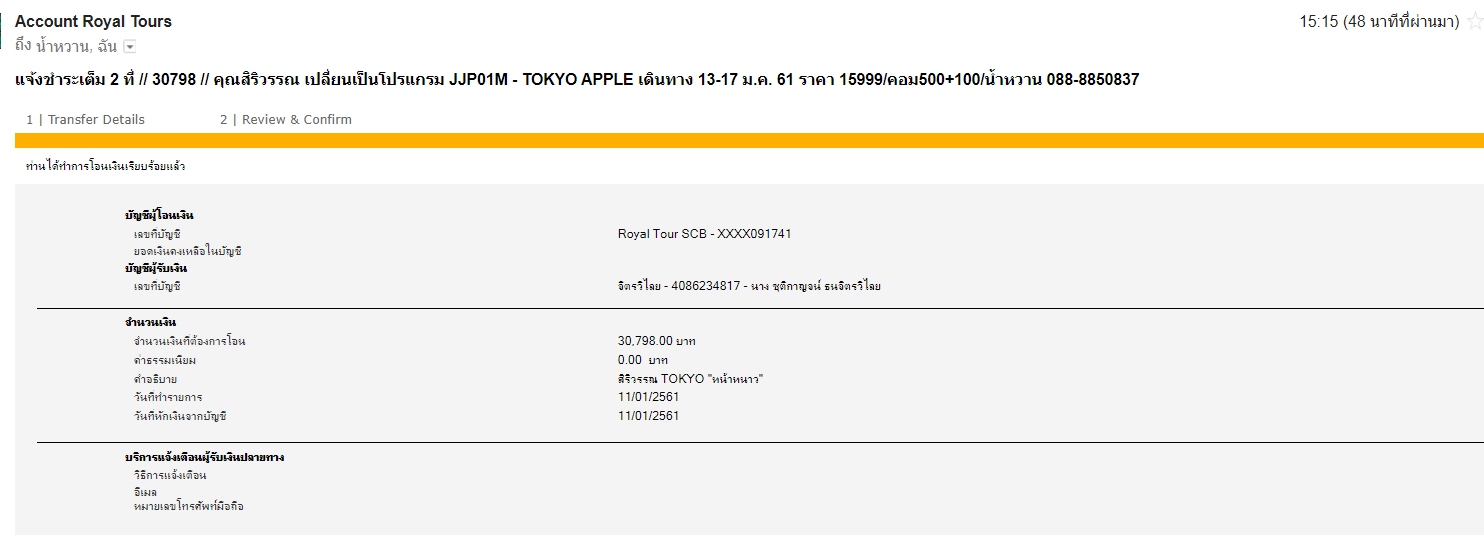 Account Royal Tours
15:15 (48 นาทีที่ผ่านมา)
ถึง น้ำหวาน, ฉัน
แจ้งชำระเต็ม 2 ที่ // 30798 // คุณสิริวรรณ เปลี่ยนเป็นโปรแกรม JJP01M - TOKYO APPLE เดินทาง 13-17 ม.ค. 61 ราคา 15999/คอม500+100/น้ำหวาน 088-8850837
1 | Transfer Details 2 | Review & Confirm
ท่านได้ทำการโอนเงินเรียบร้อยแล้ว
บัญชีผู้โอนเงิน
เลขที่บัญชี Royal Tour SCB - XXXX091741
ยอดเงินคงเหลือในบัญชี
บัญชีผู้รับเงิน
เลขที่บัญชี จิตรวิไลย - 4086234817 - นาง ชุติกาญจน์ ธนจิตรวิไลย
จำนวนเงิน
จำนวนเงินที่ต้องการโอน 30,798.00 บาท
ค่าธรรมเนียม 0.00 บาท
คำอธิบาย สิริวรรณ TOKYO "หน้าหนาว"
วันที่ทำรายการ 11/01/2561
วันที่หักเงินจากบัญชี 11/01/2561
บริการแจ้งเตือนผู้รับเงินปลายทาง
วิธีการแจ้งเตือน
อีเมล
หมายเลขโทรศัพท์มือถือ